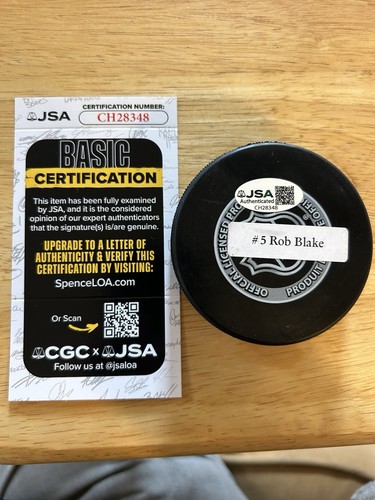 JSA
CERTIFICATION NUMBER:
CH28348
BASIC
CERTIFICATION
This item has been fully examined
by JSA, and it is the considered
opinion of our expert authenticators
that the signature(s) is/are genuine.
UPGRADE TO A LETTER OF
AUTHENTICITY & VERIFY THIS
CERTIFICATION BY VISITING:
SpenceLOA.com
Or Scan
CGC x JSA
Follow us at @jsaloa
JSA
Authenticated
CH28348
#5 Rob Blake
OFFICIAL LICENSED
PRODUIT